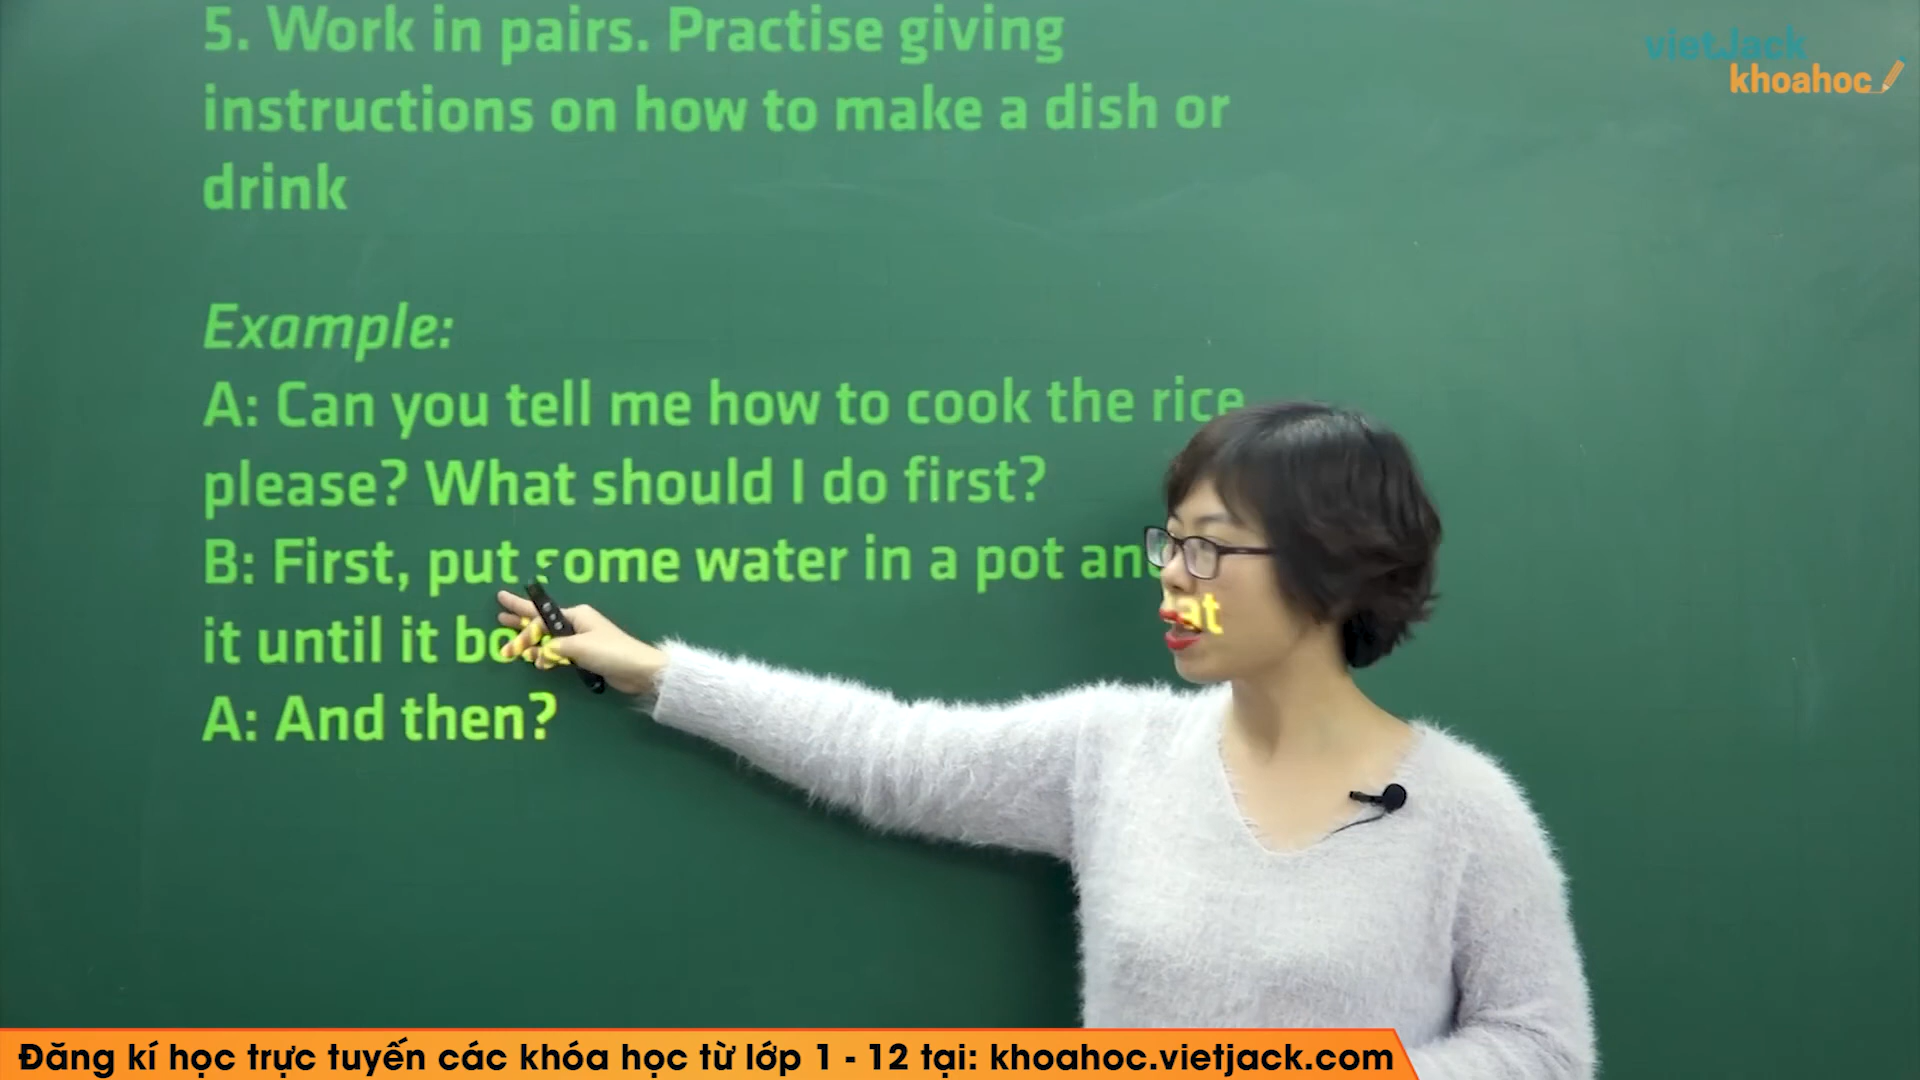 5. Work in pairs. Practise giving
instructions on how to make a dish or
drink
Example:
A: Can you tell me how to cook the rice
please? What should I do first?
B: First, put some water in a pot and
it until it
A: And then?
vietJack
khoahoc
Đăng kí học trực tuyến các khóa học từ lớp 1 - 12 tại: khoahoc.vietjack.com